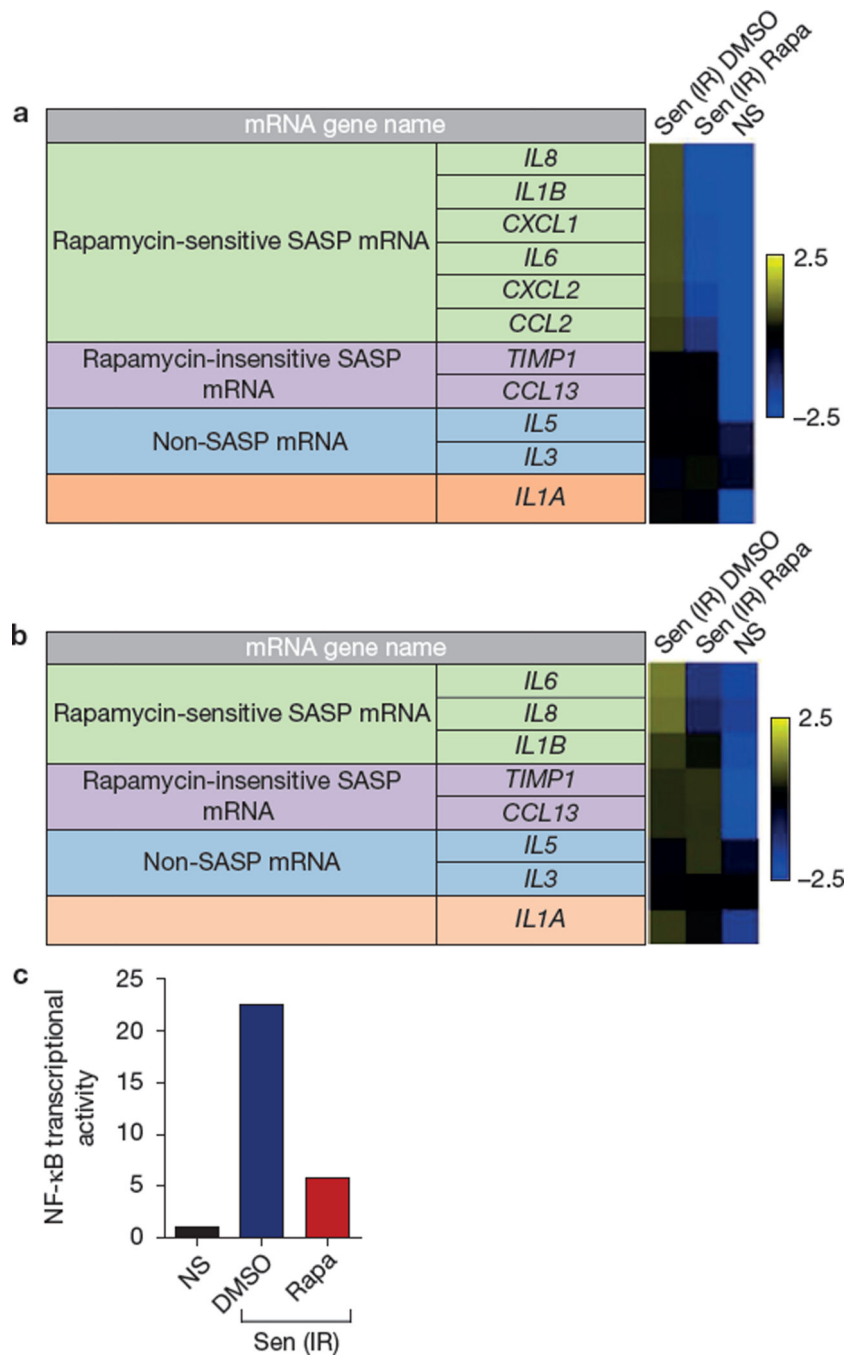 a
Sen (IR) DMSO
Sen (IR) Rapa
NS
mRNA gene name
Rapamycin-sensitive SASP mRNA
IL8
IL1B
CXCL1
IL6
CXCL2
CCL2
Rapamycin-insensitive SASP
mRNA
TIMP1
CCL13
Non-SASP mRNA
IL5
IL3
IL1A
2.5
−2.5
b
Sen (IR) DMSO
Sen (IR) Rapa
NS
mRNA gene name
Rapamycin-sensitive SASP mRNA
IL6
IL8
IL1B
Rapamycin-insensitive SASP
mRNA
TIMP1
CCL13
Non-SASP mRNA
IL5
IL3
IL1A
2.5
−2.5
c
NF-κB transcriptional
activity
25
20
15
10
5
0
NS
DMSO
Rapa
Sen (IR)